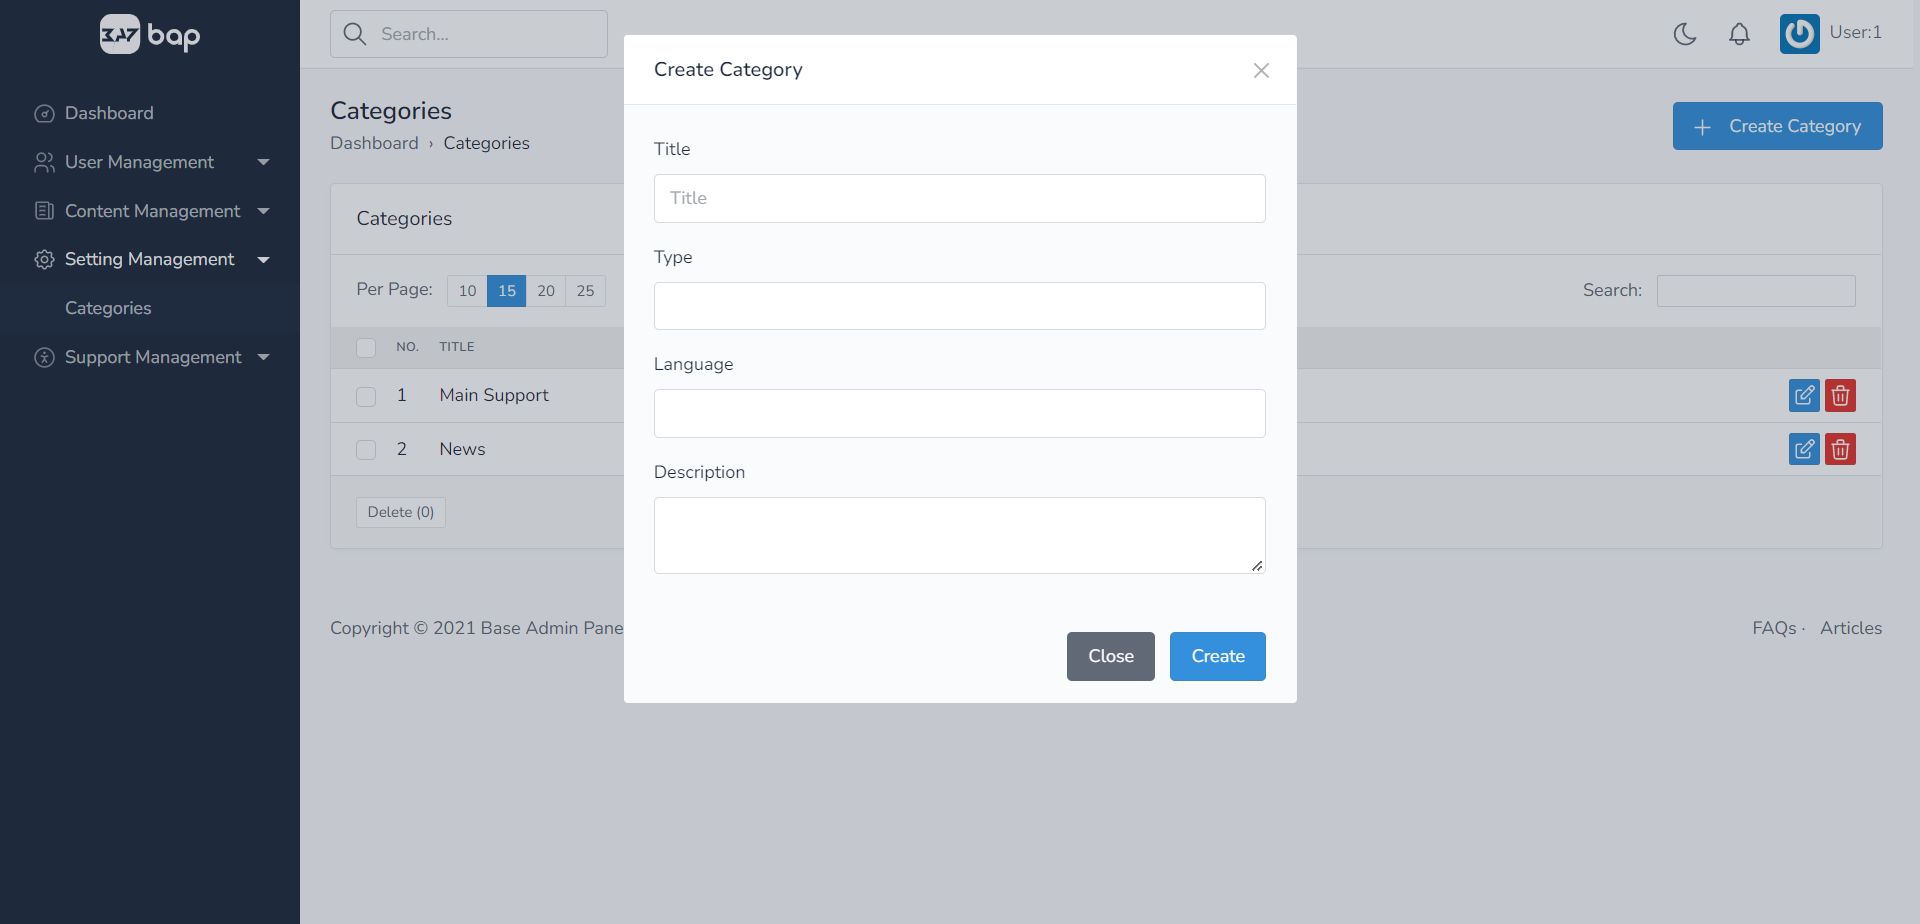 bap
Dashboard
User Management
Content Management
Setting Management
Categories
Support Management
Search...
User:1
Categories
Dashboard › Categories
+ Create Category
Categories
Per Page: 10 15 20 25
Search:
NO. TITLE
1 Main Support
2 News
Delete (0)
Copyright © 2021 Base Admin Pane
FAQs · Articles
Create Category
Title
Title
Type
Language
Description
Close Create